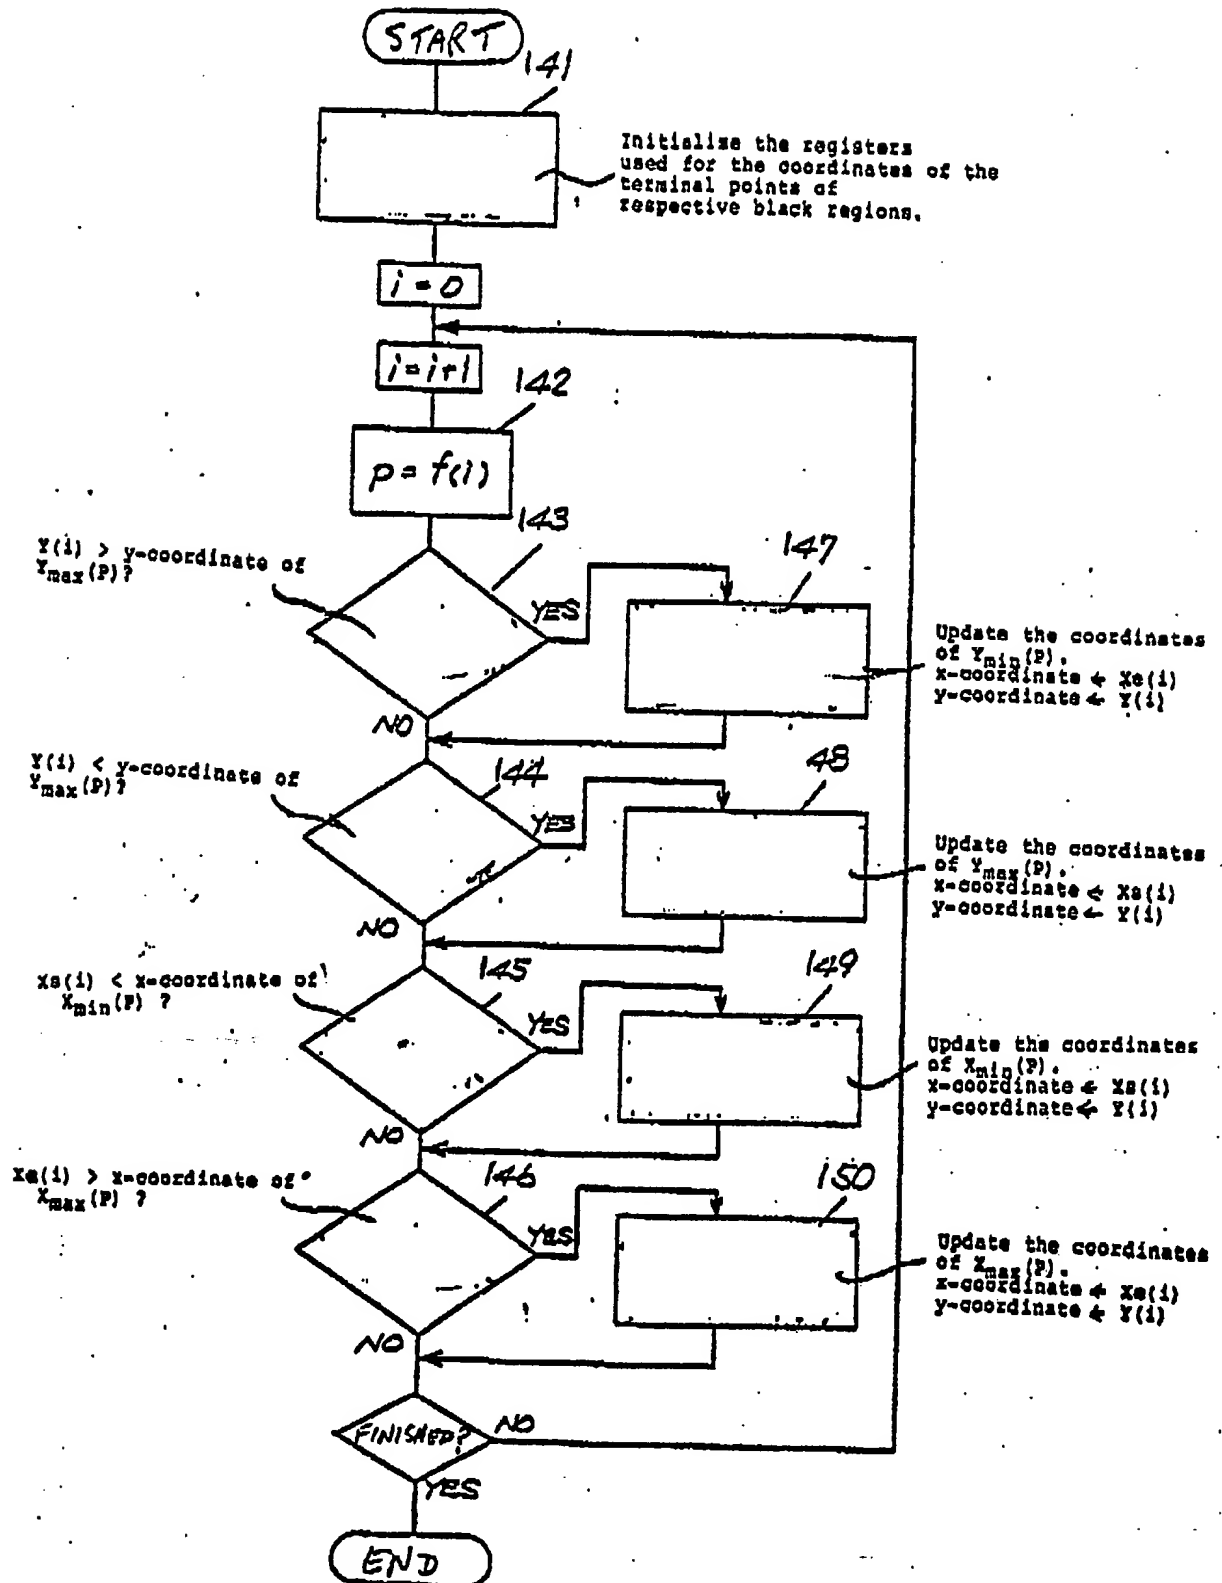 START
141
Initialize the registers
used for the coordinates of the
terminal points of
respective black regions.
i = 0
i = i+1
142
p = f(i)
143
Y(i) > y-coordinate of
Ymax(P)?
YES
147
Update the coordinates
of Ymin(P).
x-coordinate ← Xe(i)
y-coordinate ← Y(i)
NO
Y(i) < y-coordinate of
Ymax(P)?
144
YES
48
Update the coordinates
of Ymax(P).
x-coordinate ← Xs(i)
y-coordinate ← Y(i)
NO
Xs(i) < x-coordinate of
Xmin(P) ?
145
YES
149
Update the coordinates
of Xmin(P).
x-coordinate ← Xs(i)
y-coordinate ← Y(i)
NO
Xe(i) > x-coordinate of
Xmax(P) ?
146
YES
150
Update the coordinates
of Xmax(P).
x-coordinate ← Xe(i)
y-coordinate ← Y(i)
NO
FINISHED?
NO
YES
END